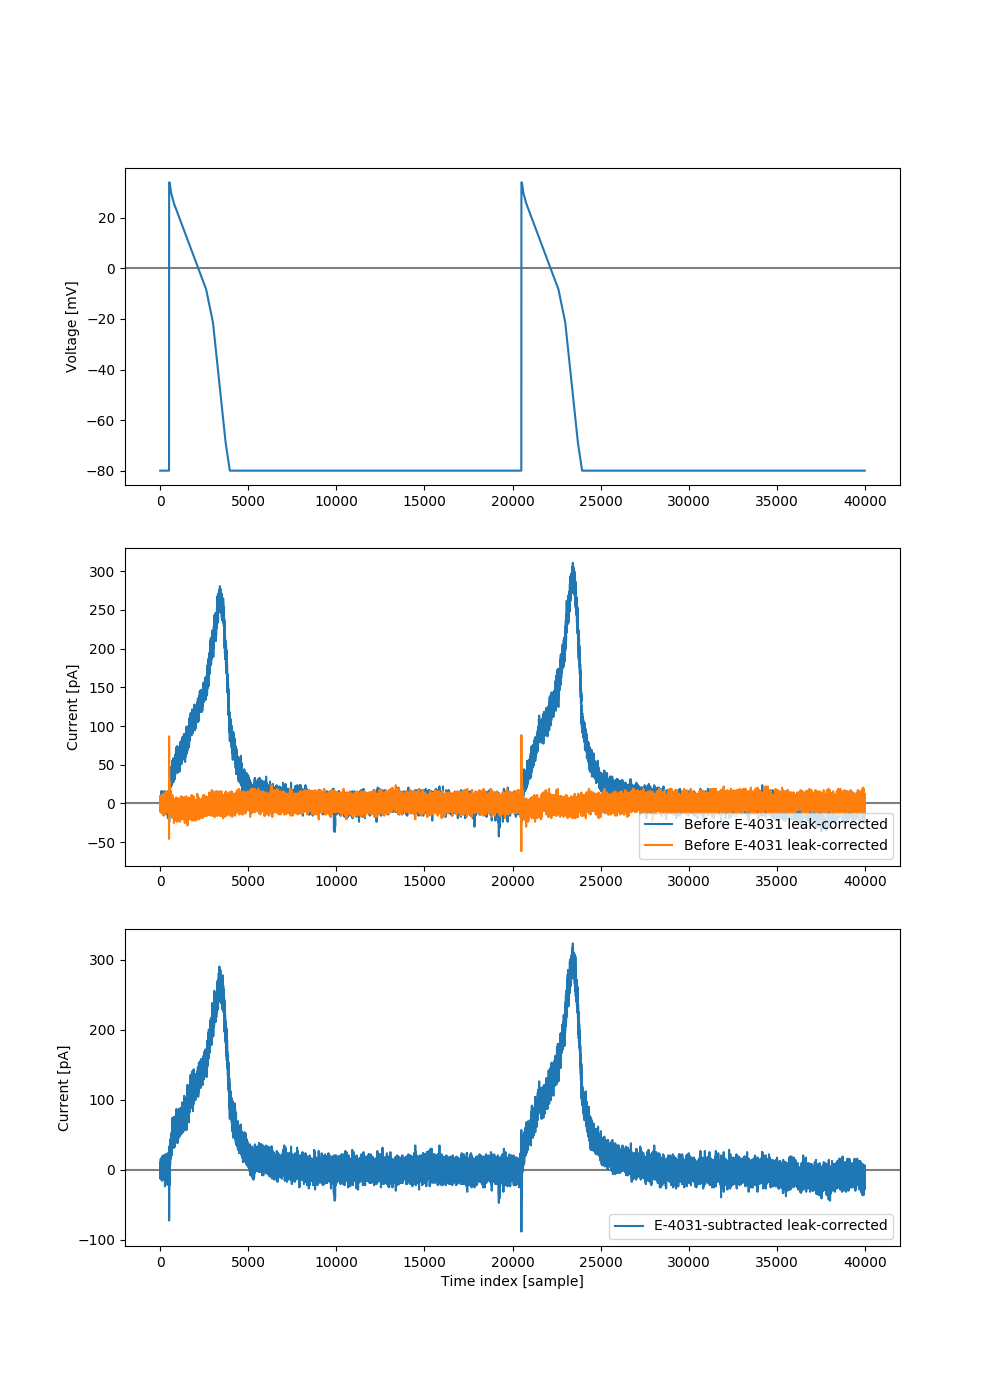 Voltage [mV]
20
0
−20
−40
−60
−80
0 5000 10000 15000 20000 25000 30000 35000 40000
Current [pA]
300
250
200
150
100
50
0
−50
Before E-4031 leak-corrected
Before E-4031 leak-corrected
0 5000 10000 15000 20000 25000 30000 35000 40000
Current [pA]
300
200
100
0
−100
E-4031-subtracted leak-corrected
0 5000 10000 15000 20000 25000 30000 35000 40000
Time index [sample]